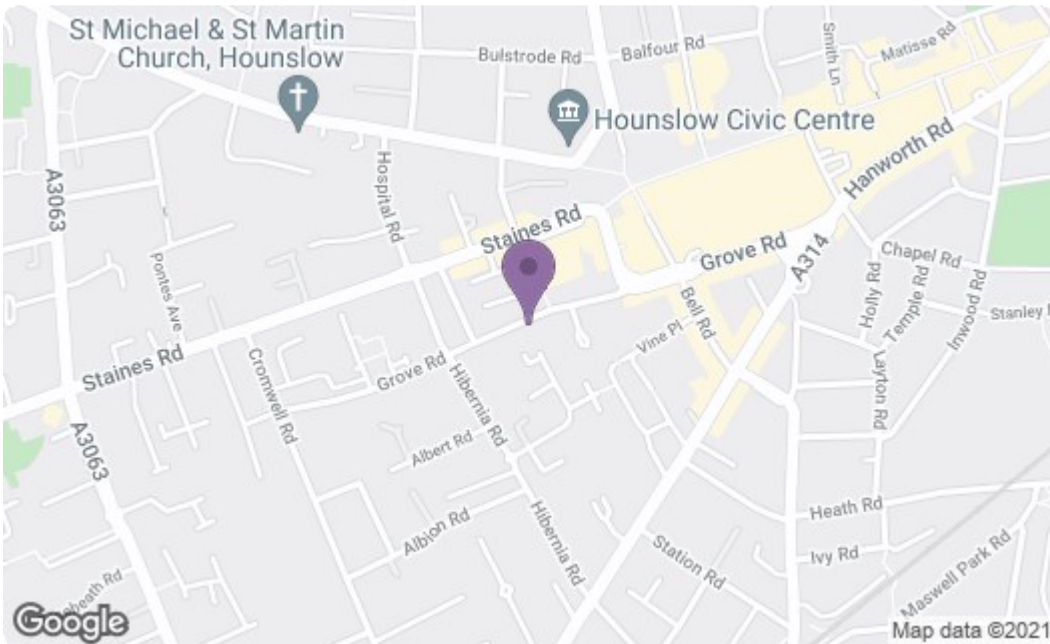 St Michael & St Martin
Church, Hounslow
Bulstrode Rd
Balfour Rd
Smith Ln
Matisse Rd
Hounslow Civic Centre
Hanworth Rd
A3063
Hospital Rd
Staines Rd
Grove Rd
A314
Chapel Rd
Pontes Ave
Bell Rd
Holly Rd
Temple Rd
Inwood Rd
Stanley
Vine Pl
Staines Rd
Cromwell Rd
Grove Rd
Hibernia Rd
Layton Rd
A3063
Albert Rd
Albion Rd
Hibernia Rd
Heath Rd
Station Rd
Ivy Rd
Maswell Park Rd
Rd
Google
Map data ©2021